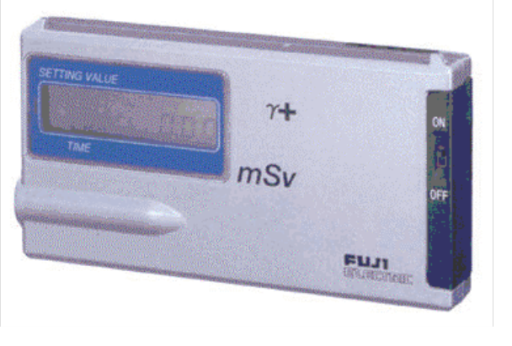 SETTING VALUE
TIME
γ+
mSv
ON
OFF
FUJI
ELECTRIC